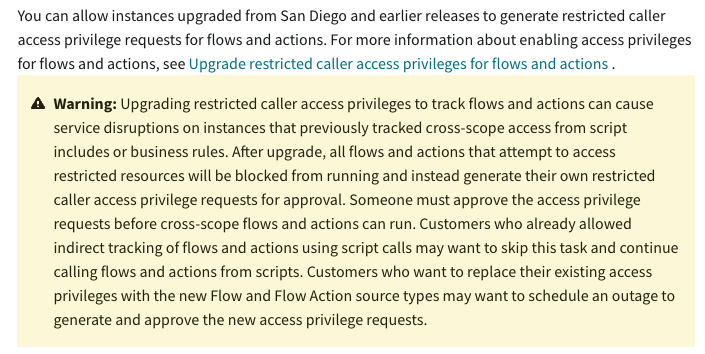 You can allow instances upgraded from San Diego and earlier releases to generate restricted caller
access privilege requests for flows and actions. For more information about enabling access privileges
for flows and actions, see Upgrade restricted caller access privileges for flows and actions .
Warning: Upgrading restricted caller access privileges to track flows and actions can cause
service disruptions on instances that previously tracked cross-scope access from script
includes or business rules. After upgrade, all flows and actions that attempt to access
restricted resources will be blocked from running and instead generate their own restricted
caller access privilege requests for approval. Someone must approve the access privilege
requests before cross-scope flows and actions can run. Customers who already allowed
indirect tracking of flows and actions using script calls may want to skip this task and continue
calling flows and actions from scripts. Customers who want to replace their existing access
privileges with the new Flow and Flow Action source types may want to schedule an outage to
generate and approve the new access privilege requests.